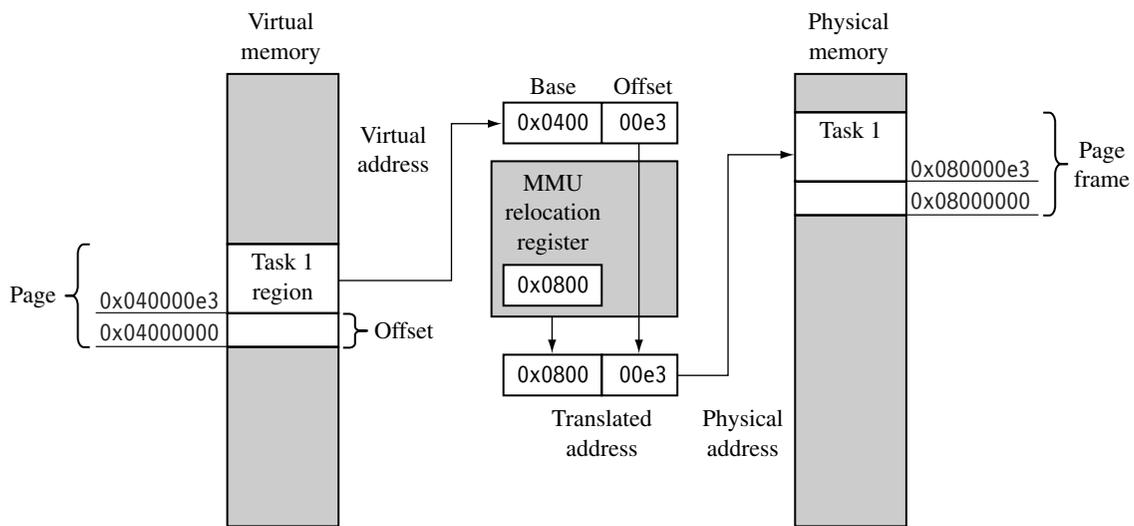 Virtual
memory
Physical
memory
Base
Offset
0x0400
00e3
Virtual
address
Task 1
Page
frame
0x080000e3
0x08000000
MMU
relocation
register
0x0800
Task 1
region
Page
0x040000e3
0x04000000
Offset
0x0800
00e3
Translated
address
Physical
address